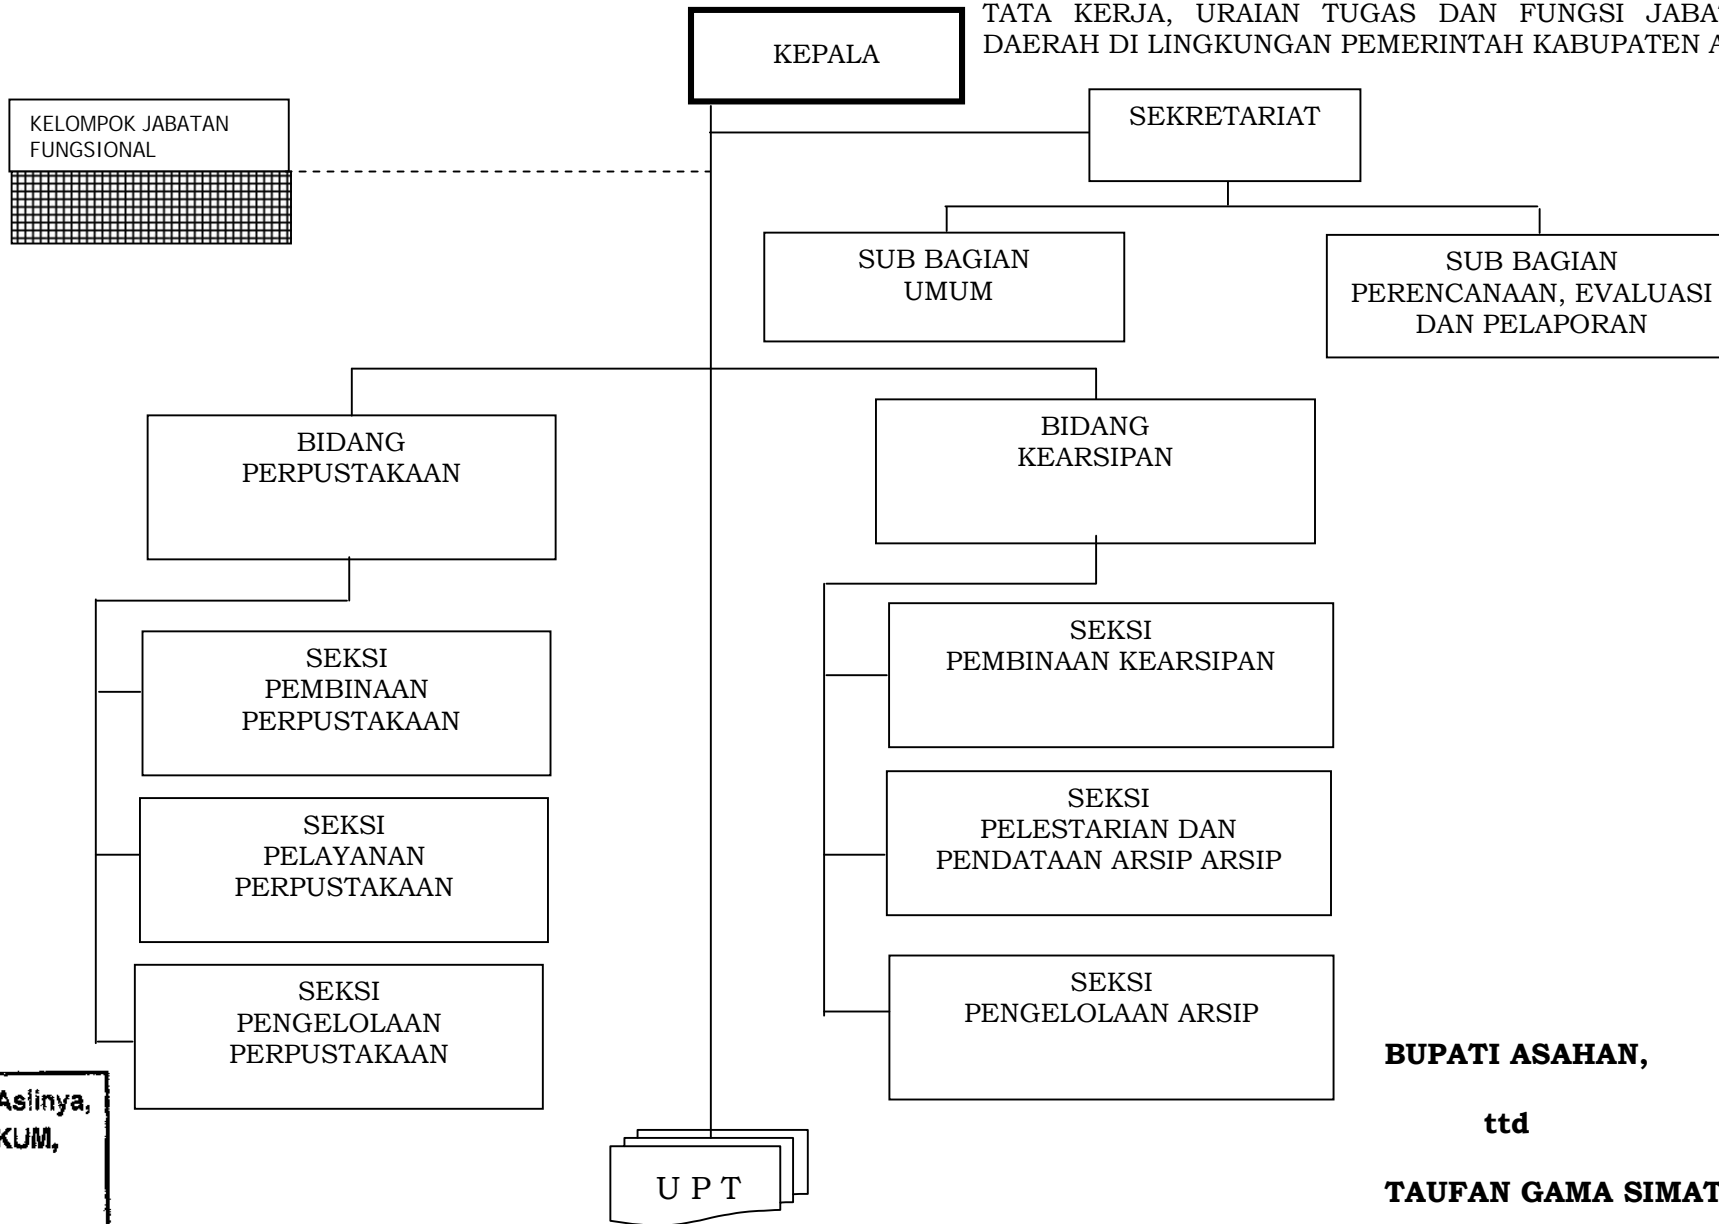 TATA KERJA, URAIAN TUGAS DAN FUNGSI
DAERAH DI LINGKUNGAN PEMERINTAH KABUPATEN
KEPALA
KELOMPOK JABATAN
FUNGSIONAL
SEKRETARIAT
SUB BAGIAN
UMUM
SUB BAGIAN
PERENCANAAN, EVALUASI
DAN PELAPORAN
BIDANG
PERPUSTAKAAN
BIDANG
KEARSIPAN
SEKSI
PEMBINAAN
PERPUSTAKAAN
SEKSI
PELAYANAN
PERPUSTAKAAN
SEKSI
PENGELOLAAN
PERPUSTAKAAN
SEKSI
PEMBINAAN KEARSIPAN
SEKSI
PELESTARIAN DAN
PENDATAAN ARSIP ARSIP
SEKSI
PENGELOLAAN ARSIP
U P T
Aslinya,
KUM,
BUPATI ASAHAN,
ttd
TAUFAN GAMA